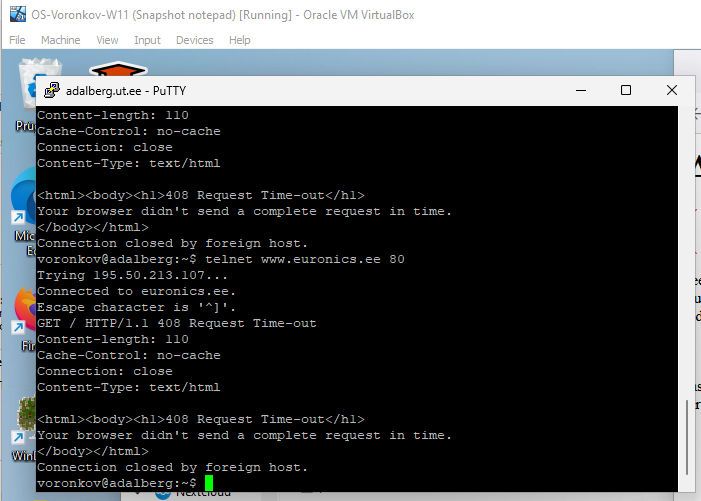 OS-Voronkov-W11 (Snapshot notepad) [Running] - Oracle VM VirtualBox
File Machine View Input Devices Help
adalberg.ut.ee - PuTTY
Content-length: 110
Cache-Control: no-cache
Connection: close
Content-Type: text/html
<html><body><h1>408 Request Time-out</h1>
Your browser didn't send a complete request in time.
</body></html>
Connection closed by foreign host.
voronkov@adalberg:~$ telnet www.euronics.ee 80
Trying 195.50.213.107...
Connected to euronics.ee.
Escape character is '^]'.
GET / HTTP/1.1 408 Request Time-out
Content-length: 110
Cache-Control: no-cache
Connection: close
Content-Type: text/html
<html><body><h1>408 Request Time-out</h1>
Your browser didn't send a complete request in time.
</body></html>
Connection closed by foreign host.
voronkov@adalberg:~$
Nextcloud